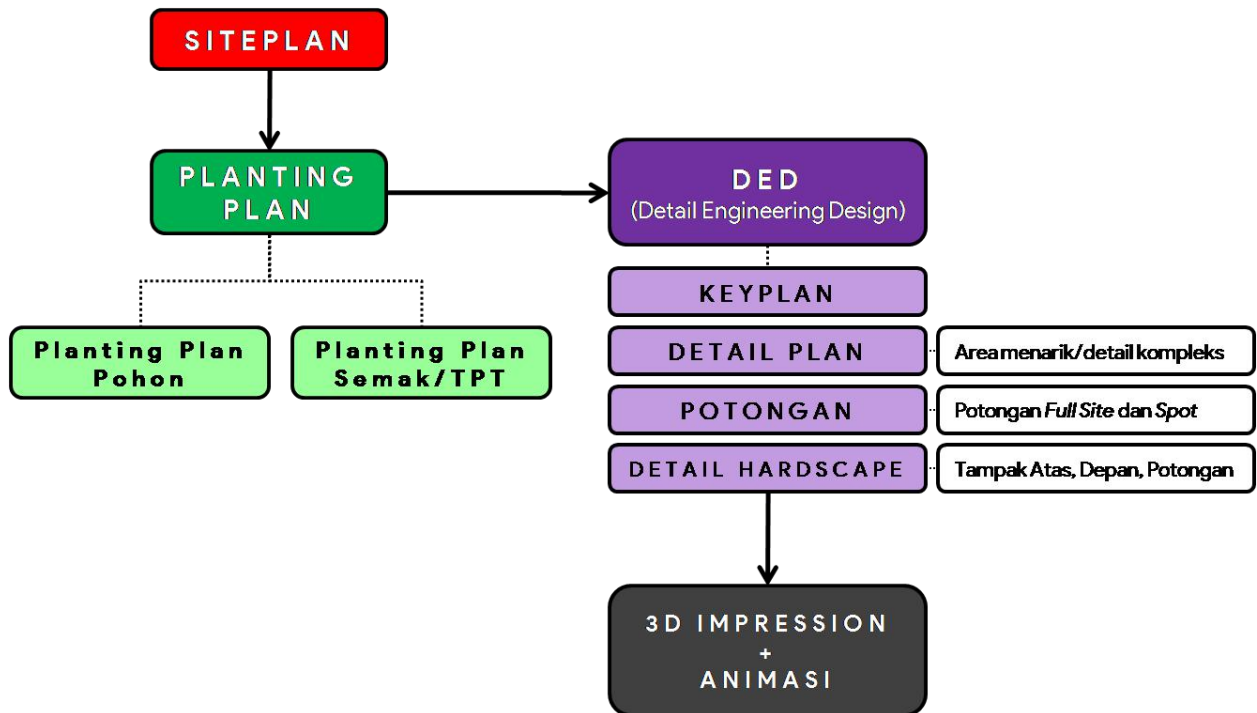 SITEPLAN
PLANTING
PLAN
DED
(Detail Engineering Design)
KEYPLAN
Planting Plan
Pohon
Planting Plan
Semak/TPT
DETAIL PLAN
Area menarik/detail kompleks
POTONGAN
Potongan Full Site dan Spot
DETAIL HARDSCAPE
Tampak Atas, Depan, Potongan
3D IMPRESSION
+
ANIMASI